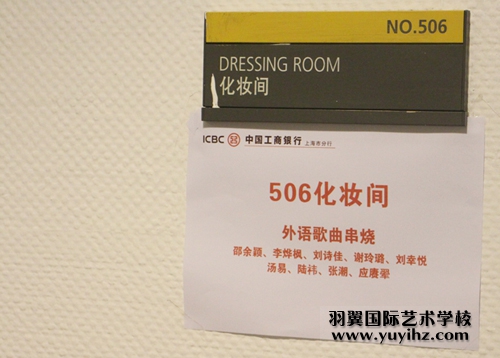 NO.506
DRESSING ROOM
化妆间
ICBC 中国工商银行 上海市分行
506化妆间
外语歌曲串烧
邵余颖、李烨枫、刘诗佳、谢玲璐、刘幸悦
汤易、陆祎、张潮、应赓翚
羽翼国际艺术学校
www.yuyihz.com